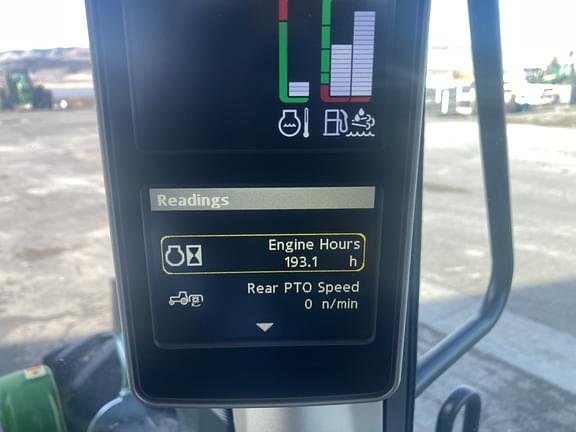 Readings
Engine Hours
193.1 h
Rear PTO Speed
0 n/min